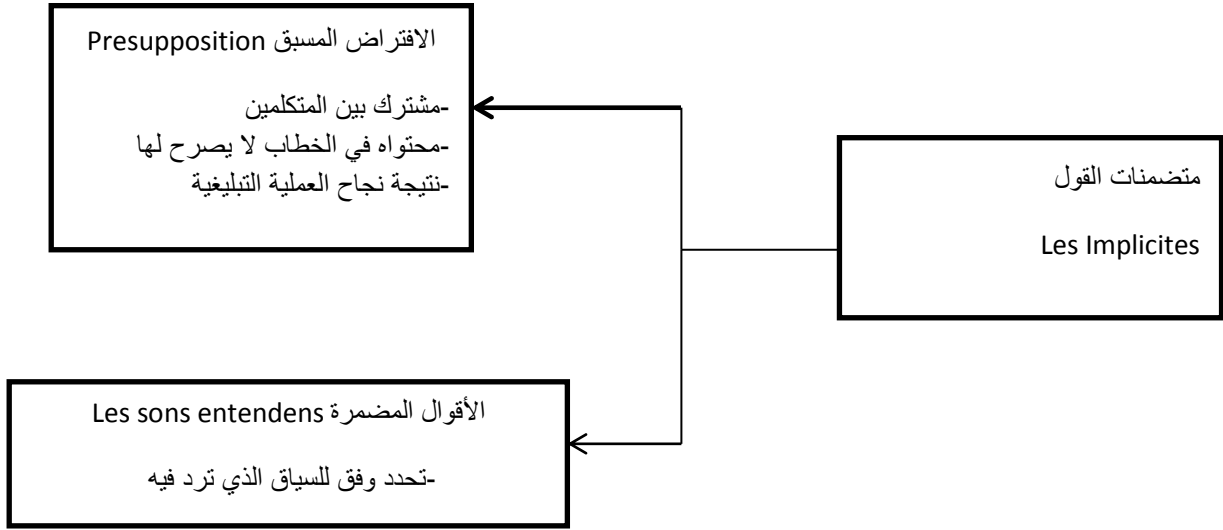 متضمنات القول
Les Implicites
الافتراض المسبق Presupposition
-مشترك بين المتكلمين
-محتواه في الخطاب لا يصرح لها
-نتيجة نجاح العملية التبليغية
الأقوال المضمرة Les sons entendens
-تحدد وفق للسياق الذي ترد فيه